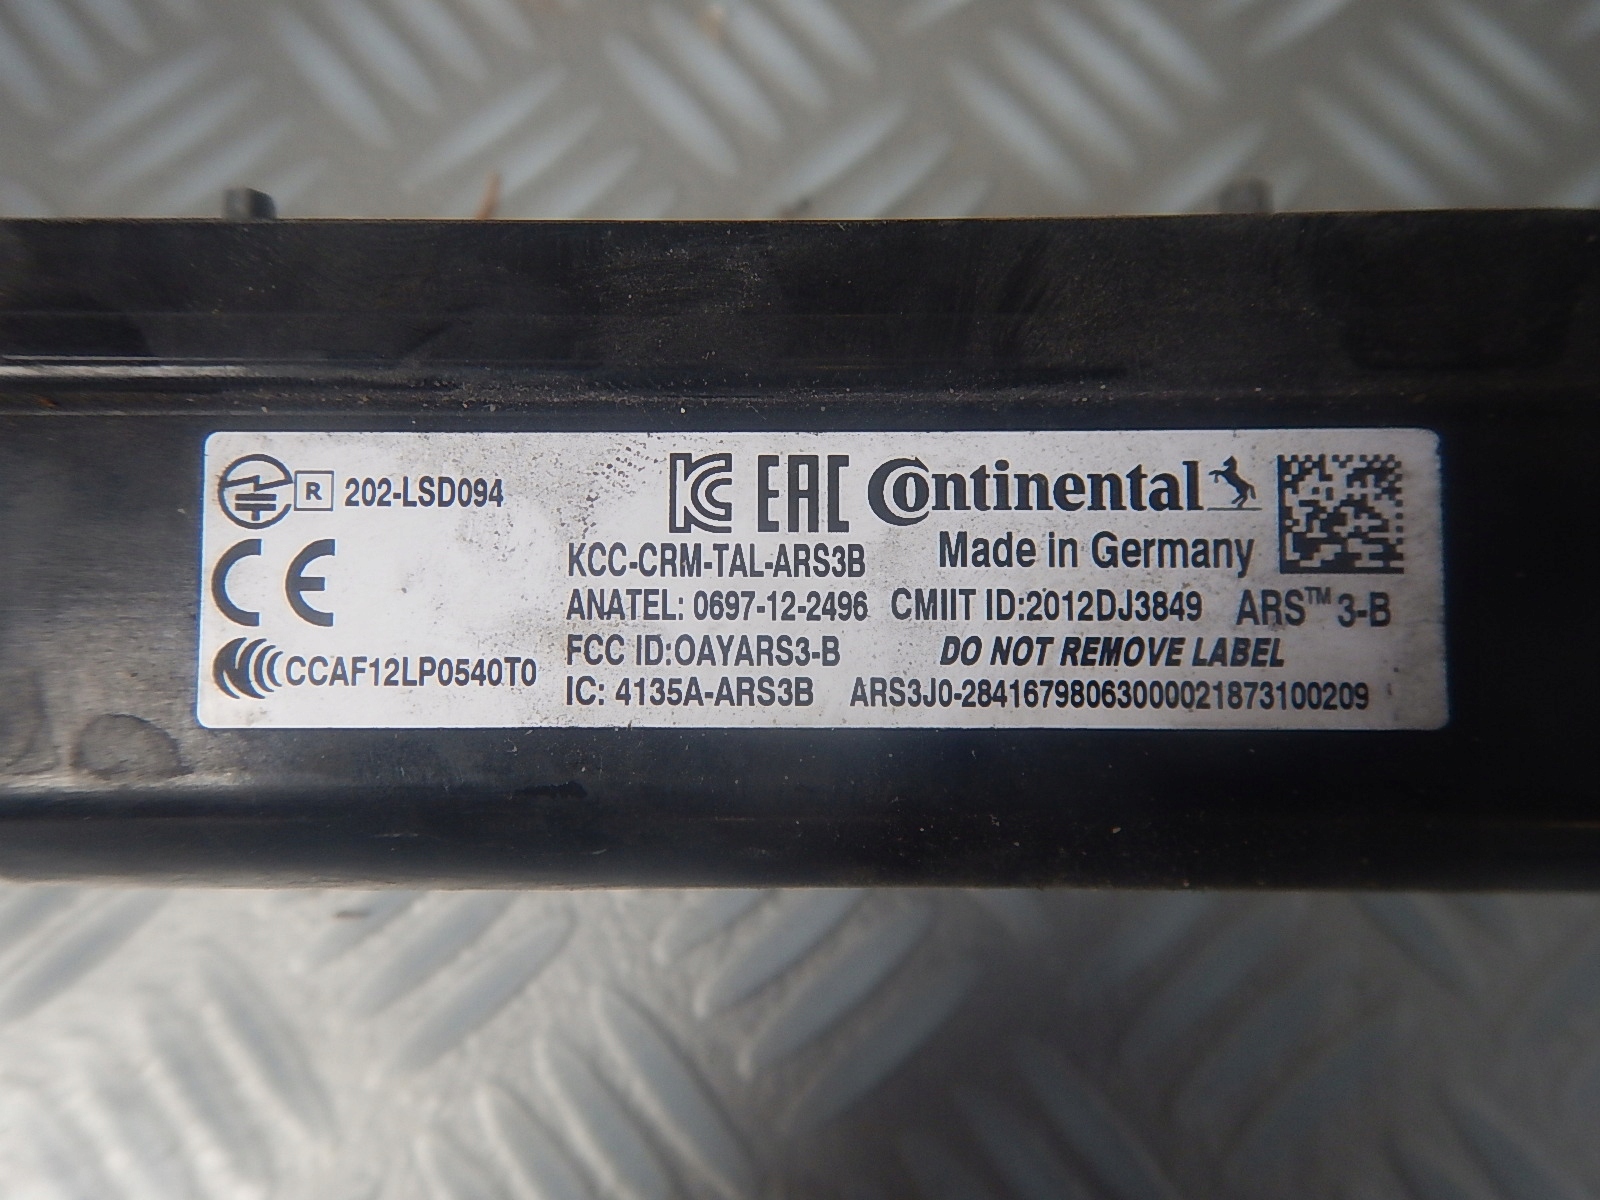 R 202-LSD094
KC EAC Continental
CE
KCC-CRM-TAL-ARS3B Made in Germany
ANATEL: 0697-12-2496 CMIIT ID:2012DJ3849 ARS™ 3-B
CCAF12LP0540T0
FCC ID:OAYARS3-B DO NOT REMOVE LABEL
IC: 4135A-ARS3B ARS3J0-28416798063000021873100209